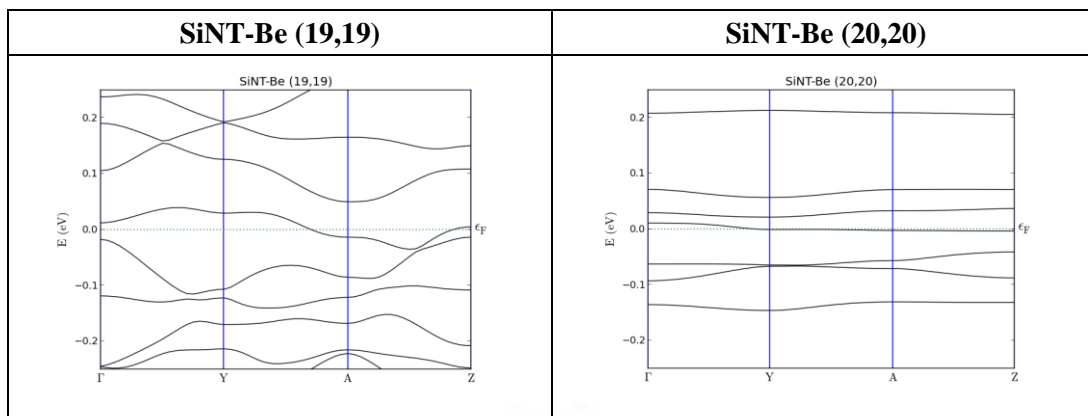 SiNT-Be (19,19)
SiNT-Be (20,20)
SiNT-Be (19,19)
E (eV)
0.2
0.1
0.0
−0.1
−0.2
ϵF
Γ
Y
A
Z
SiNT-Be (20,20)
E (eV)
0.2
0.1
0.0
−0.1
−0.2
ϵF
Γ
Y
A
Z